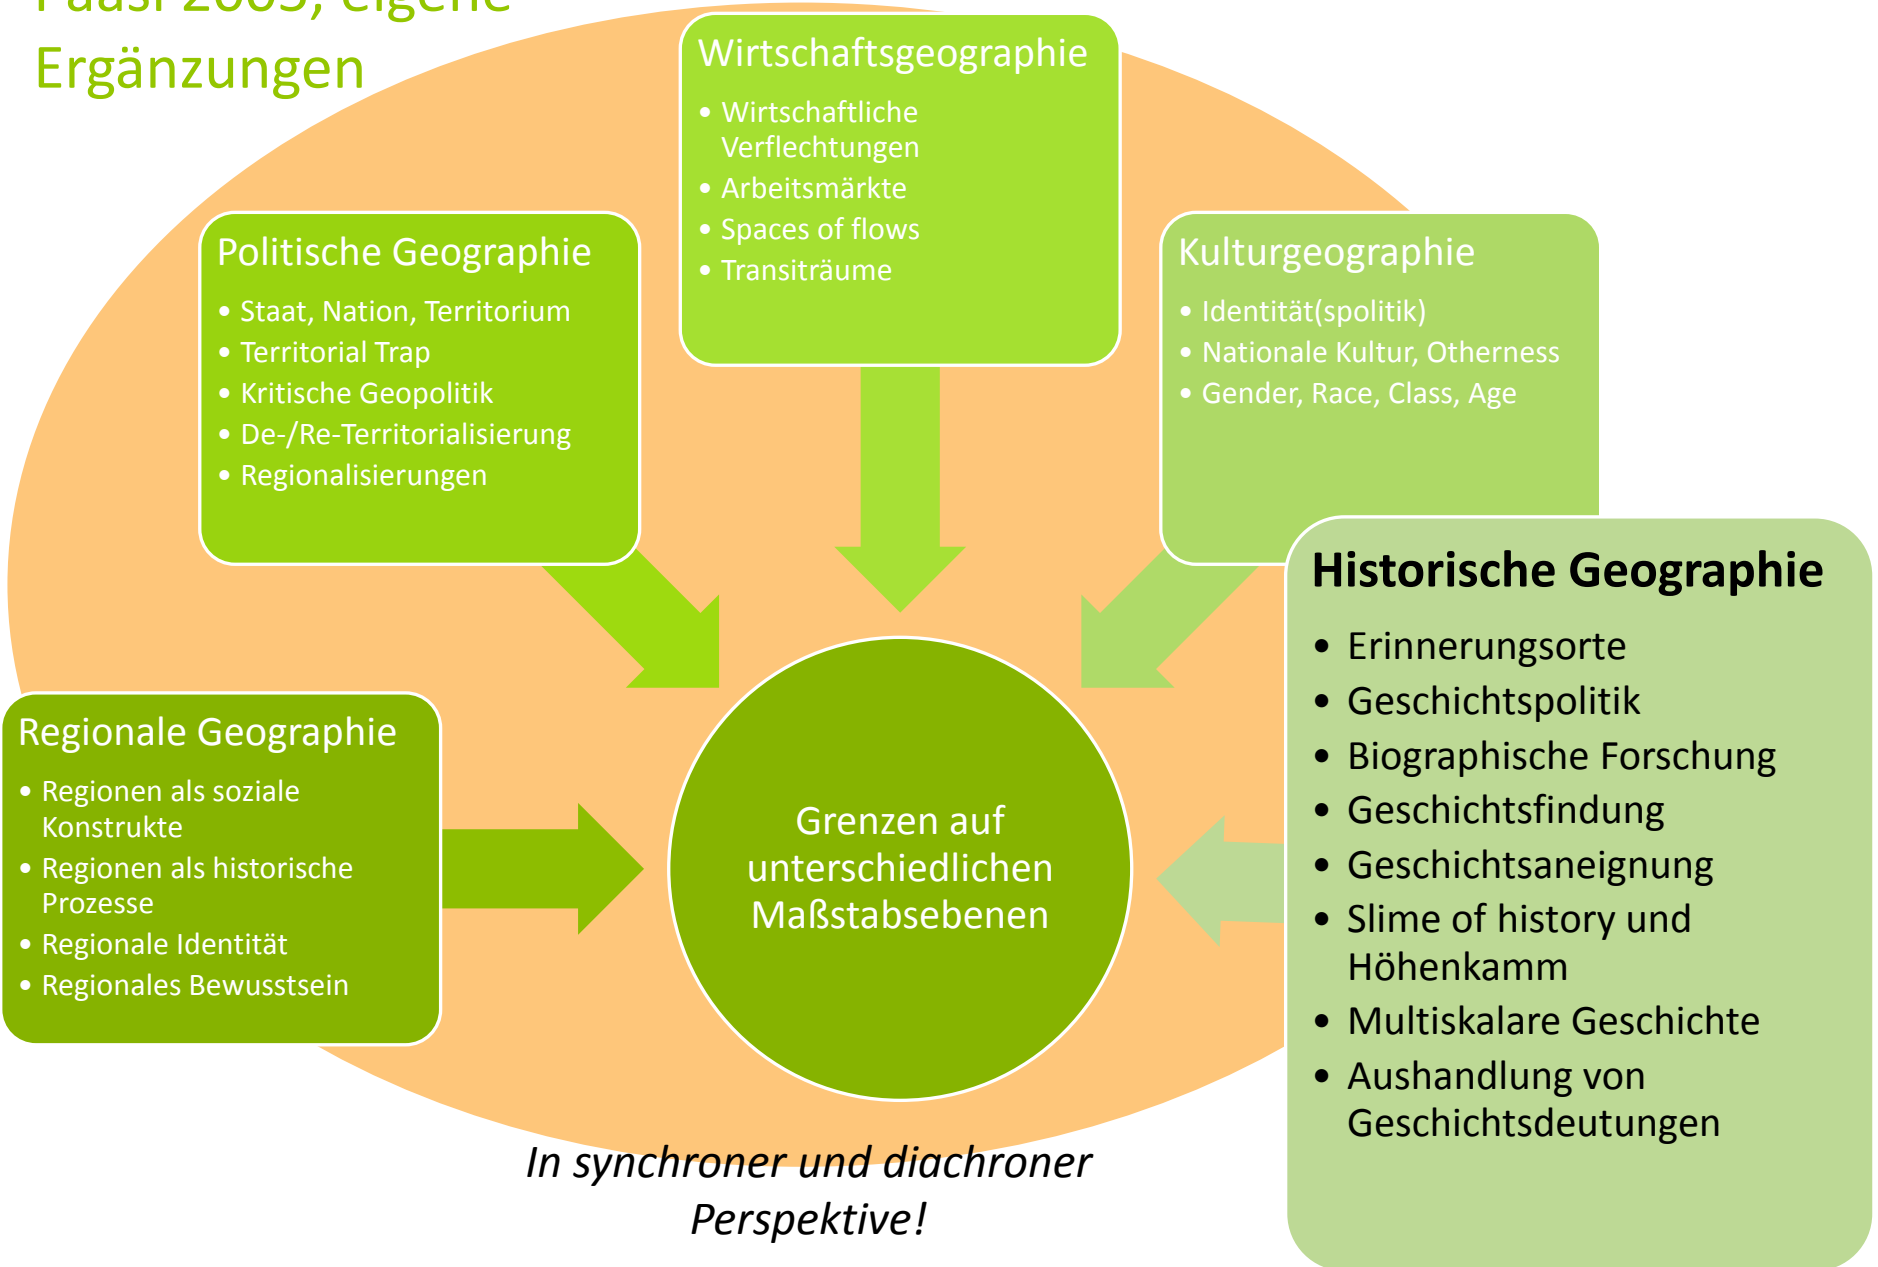 Paasi 2005, eigene
Ergänzungen
Wirtschaftsgeographie
• Wirtschaftliche
Verflechtungen
• Arbeitsmärkte
• Spaces of flows
• Transiträume
Politische Geographie
• Staat, Nation, Territorium
• Territorial Trap
• Kritische Geopolitik
• De-/Re-Territorialisierung
• Regionalisierungen
Kulturgeographie
• Identität(spolitik)
• Nationale Kultur, Otherness
• Gender, Race, Class, Age
Regionale Geographie
• Regionen als soziale
Konstrukte
• Regionen als historische
Prozesse
• Regionale Identität
• Regionales Bewusstsein
Grenzen auf
unterschiedlichen
Maßstabsebenen
Historische Geographie
• Erinnerungsorte
• Geschichtspolitik
• Biographische Forschung
• Geschichtsfindung
• Geschichtsaneignung
• Slime of history und
Höhenkamm
• Multiskalare Geschichte
• Aushandlung von
Geschichtsdeutungen
In synchroner und diachroner
Perspektive!